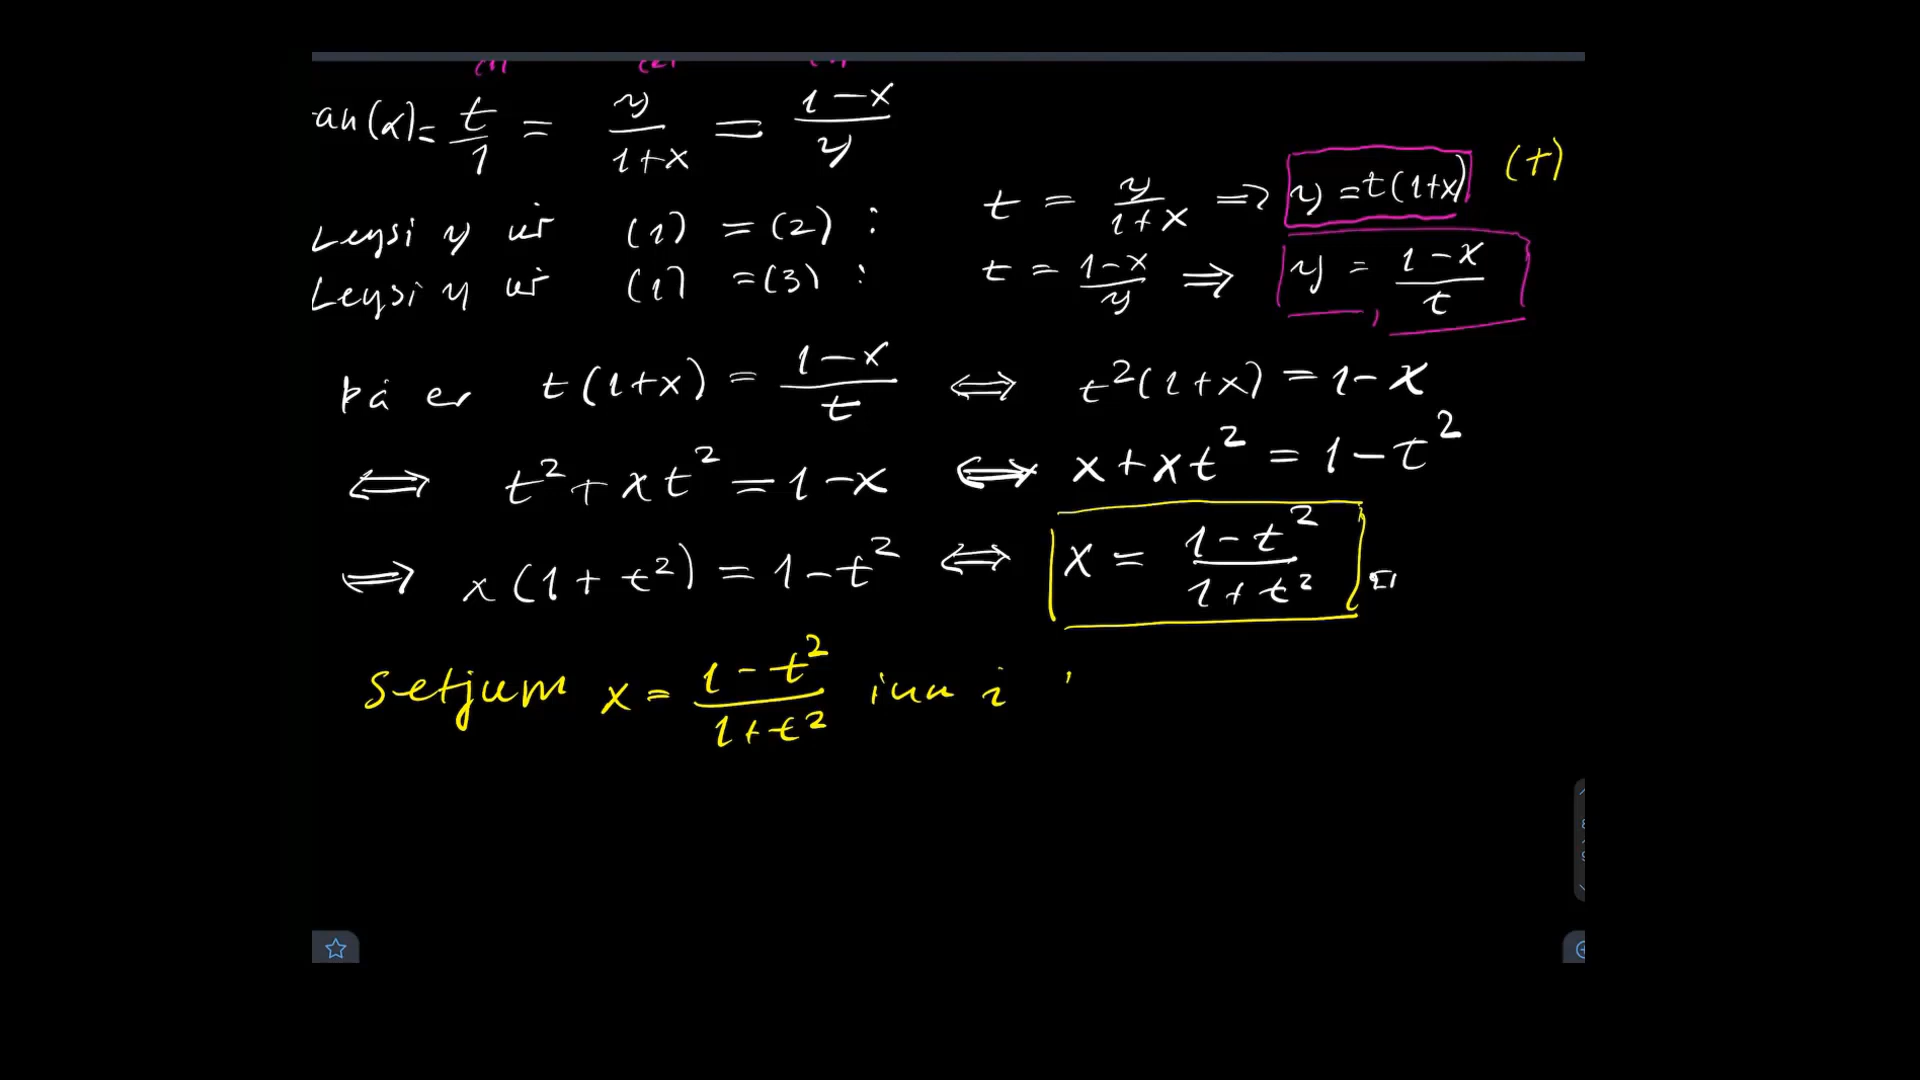 (1) (2)
an(α) = t/1 = y/(1+x) = (1-x)/y
t = y/(1+x) ⇒ y = t(1+x) (+)
Leysi y úr (1) = (2) :
Leysi y úr (1) = (3) : t = (1-x)/y ⇒ y = (1-x)/t
Þá er t(1+x) = (1-x)/t ⇔ t²(1+x) = 1-x
⇔ t² + xt² = 1-x ⇔ x + xt² = 1-t²
⇔ x(1+t²) = 1-t² ⇔ x = (1-t²)/(1+t²)
Setjum x = (1-t²)/(1+t²) inn í